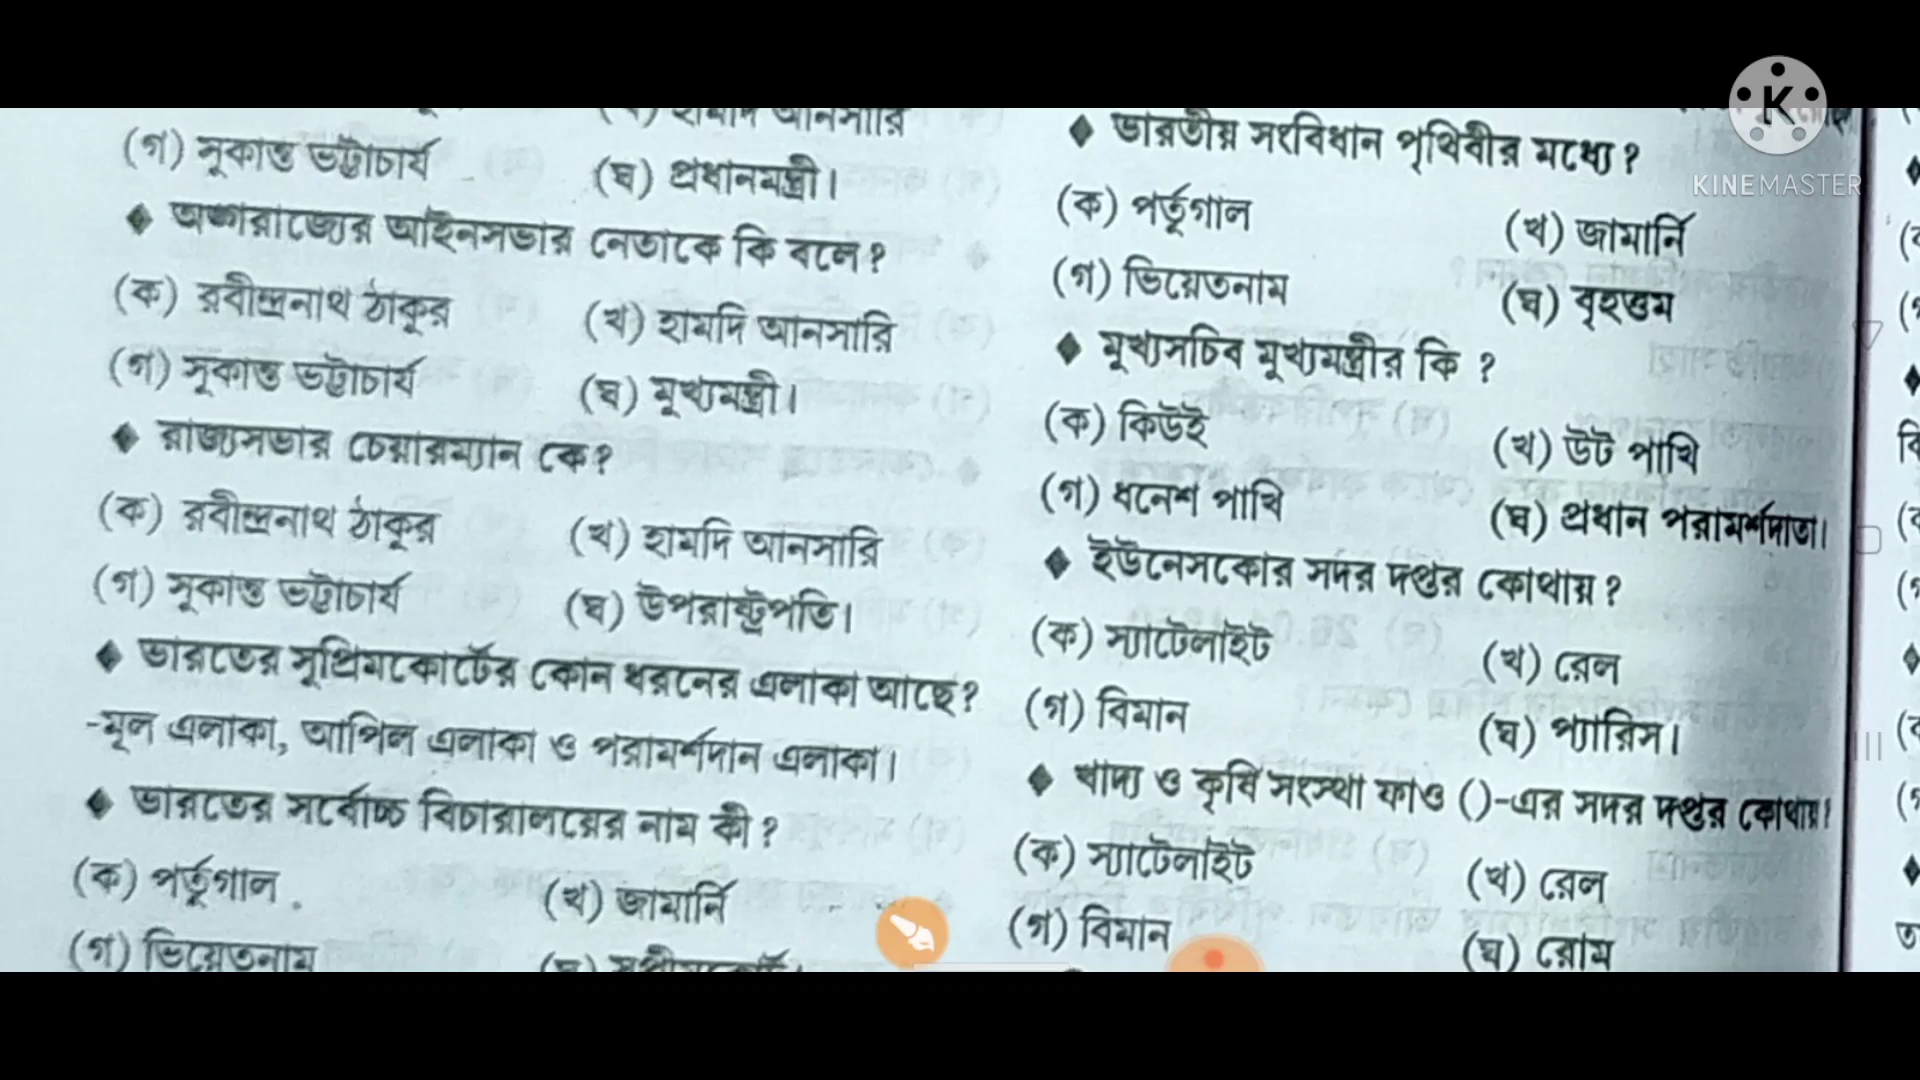 হামদি আনসারি
(গ) সুকান্ত ভট্টাচার্য (ঘ) প্রধানমন্ত্রী।
◆ অঙ্গরাজ্যের আইনসভার নেতাকে কি বলে?
(ক) রবীন্দ্রনাথ ঠাকুর (খ) হামদি আনসারি
(গ) সুকান্ত ভট্টাচার্য (ঘ) মুখ্যমন্ত্রী।
◆ রাজ্যসভার চেয়ারম্যান কে?
(ক) রবীন্দ্রনাথ ঠাকুর (খ) হামদি আনসারি
(গ) সুকান্ত ভট্টাচার্য (ঘ) উপরাষ্ট্রপতি।
◆ ভারতের সুপ্রিমকোর্টের কোন ধরনের এলাকা আছে?
-মূল এলাকা, আপিল এলাকা ও পরামর্শদান এলাকা।
◆ ভারতের সর্বোচ্চ বিচারালয়ের নাম কী?
(ক) পর্তুগাল (খ) জার্মানি
(গ) ভিয়েতনাম
◆ ভারতীয় সংবিধান পৃথিবীর মধ্যে?
(ক) পর্তুগাল (খ) জার্মানি
(গ) ভিয়েতনাম (ঘ) বৃহত্তম
◆ মুখ্যসচিব মুখ্যমন্ত্রীর কি ?
(ক) কিউই (খ) উট পাখি
(গ) ধনেশ পাখি (ঘ) প্রধান পরামর্শদাতা।
◆ ইউনেসকোর সদর দপ্তর কোথায়?
(ক) স্যাটেলাইট (খ) রেল
(গ) বিমান (ঘ) প্যারিস।
◆ খাদ্য ও কৃষি সংস্থা ফাও ()-এর সদর দপ্তর কোথায়?
(ক) স্যাটেলাইট (খ) রেল
(গ) বিমান (ঘ) রোম
K
KINEMASTER